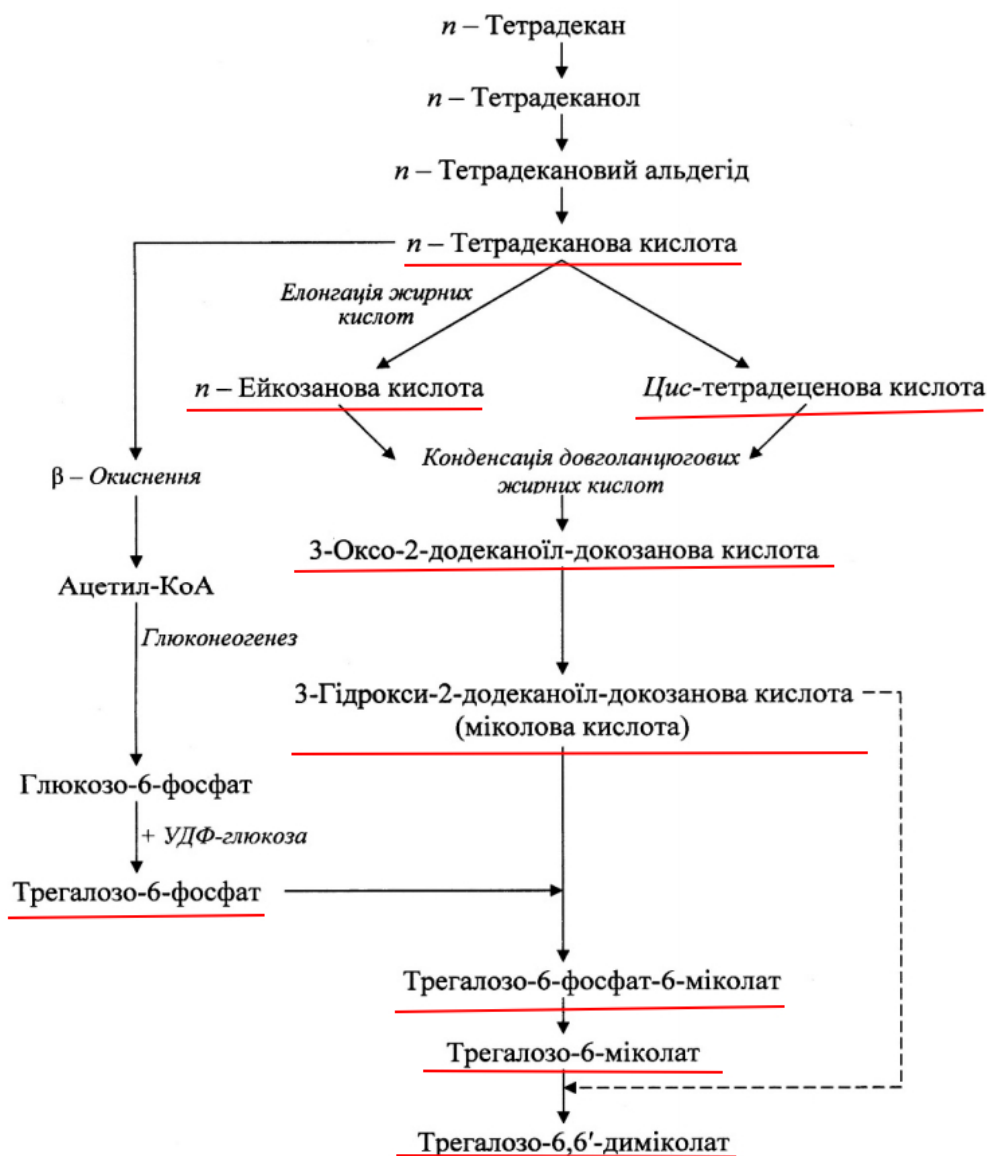 n – Тетрадекан
n – Тетрадеканол
n – Тетрадекановий альдегід
n – Тетрадеканова кислота
Елонгація жирних
кислот
n – Ейкозанова кислота
Цис-тетрадеценова кислота
β – Окиснення
Конденсація довголанцюгових
жирних кислот
3-Оксо-2-додеканоїл-докозанова кислота
Ацетил-КоА
Глюконеогенез
3-Гідрокси-2-додеканоїл-докозанова кислота
(міколова кислота)
Глюкозо-6-фосфат
+ УДФ-глюкоза
Трегалозо-6-фосфат
Трегалозо-6-фосфат-6-міколат
Трегалозо-6-міколат
Трегалозо-6,6′-диміколат